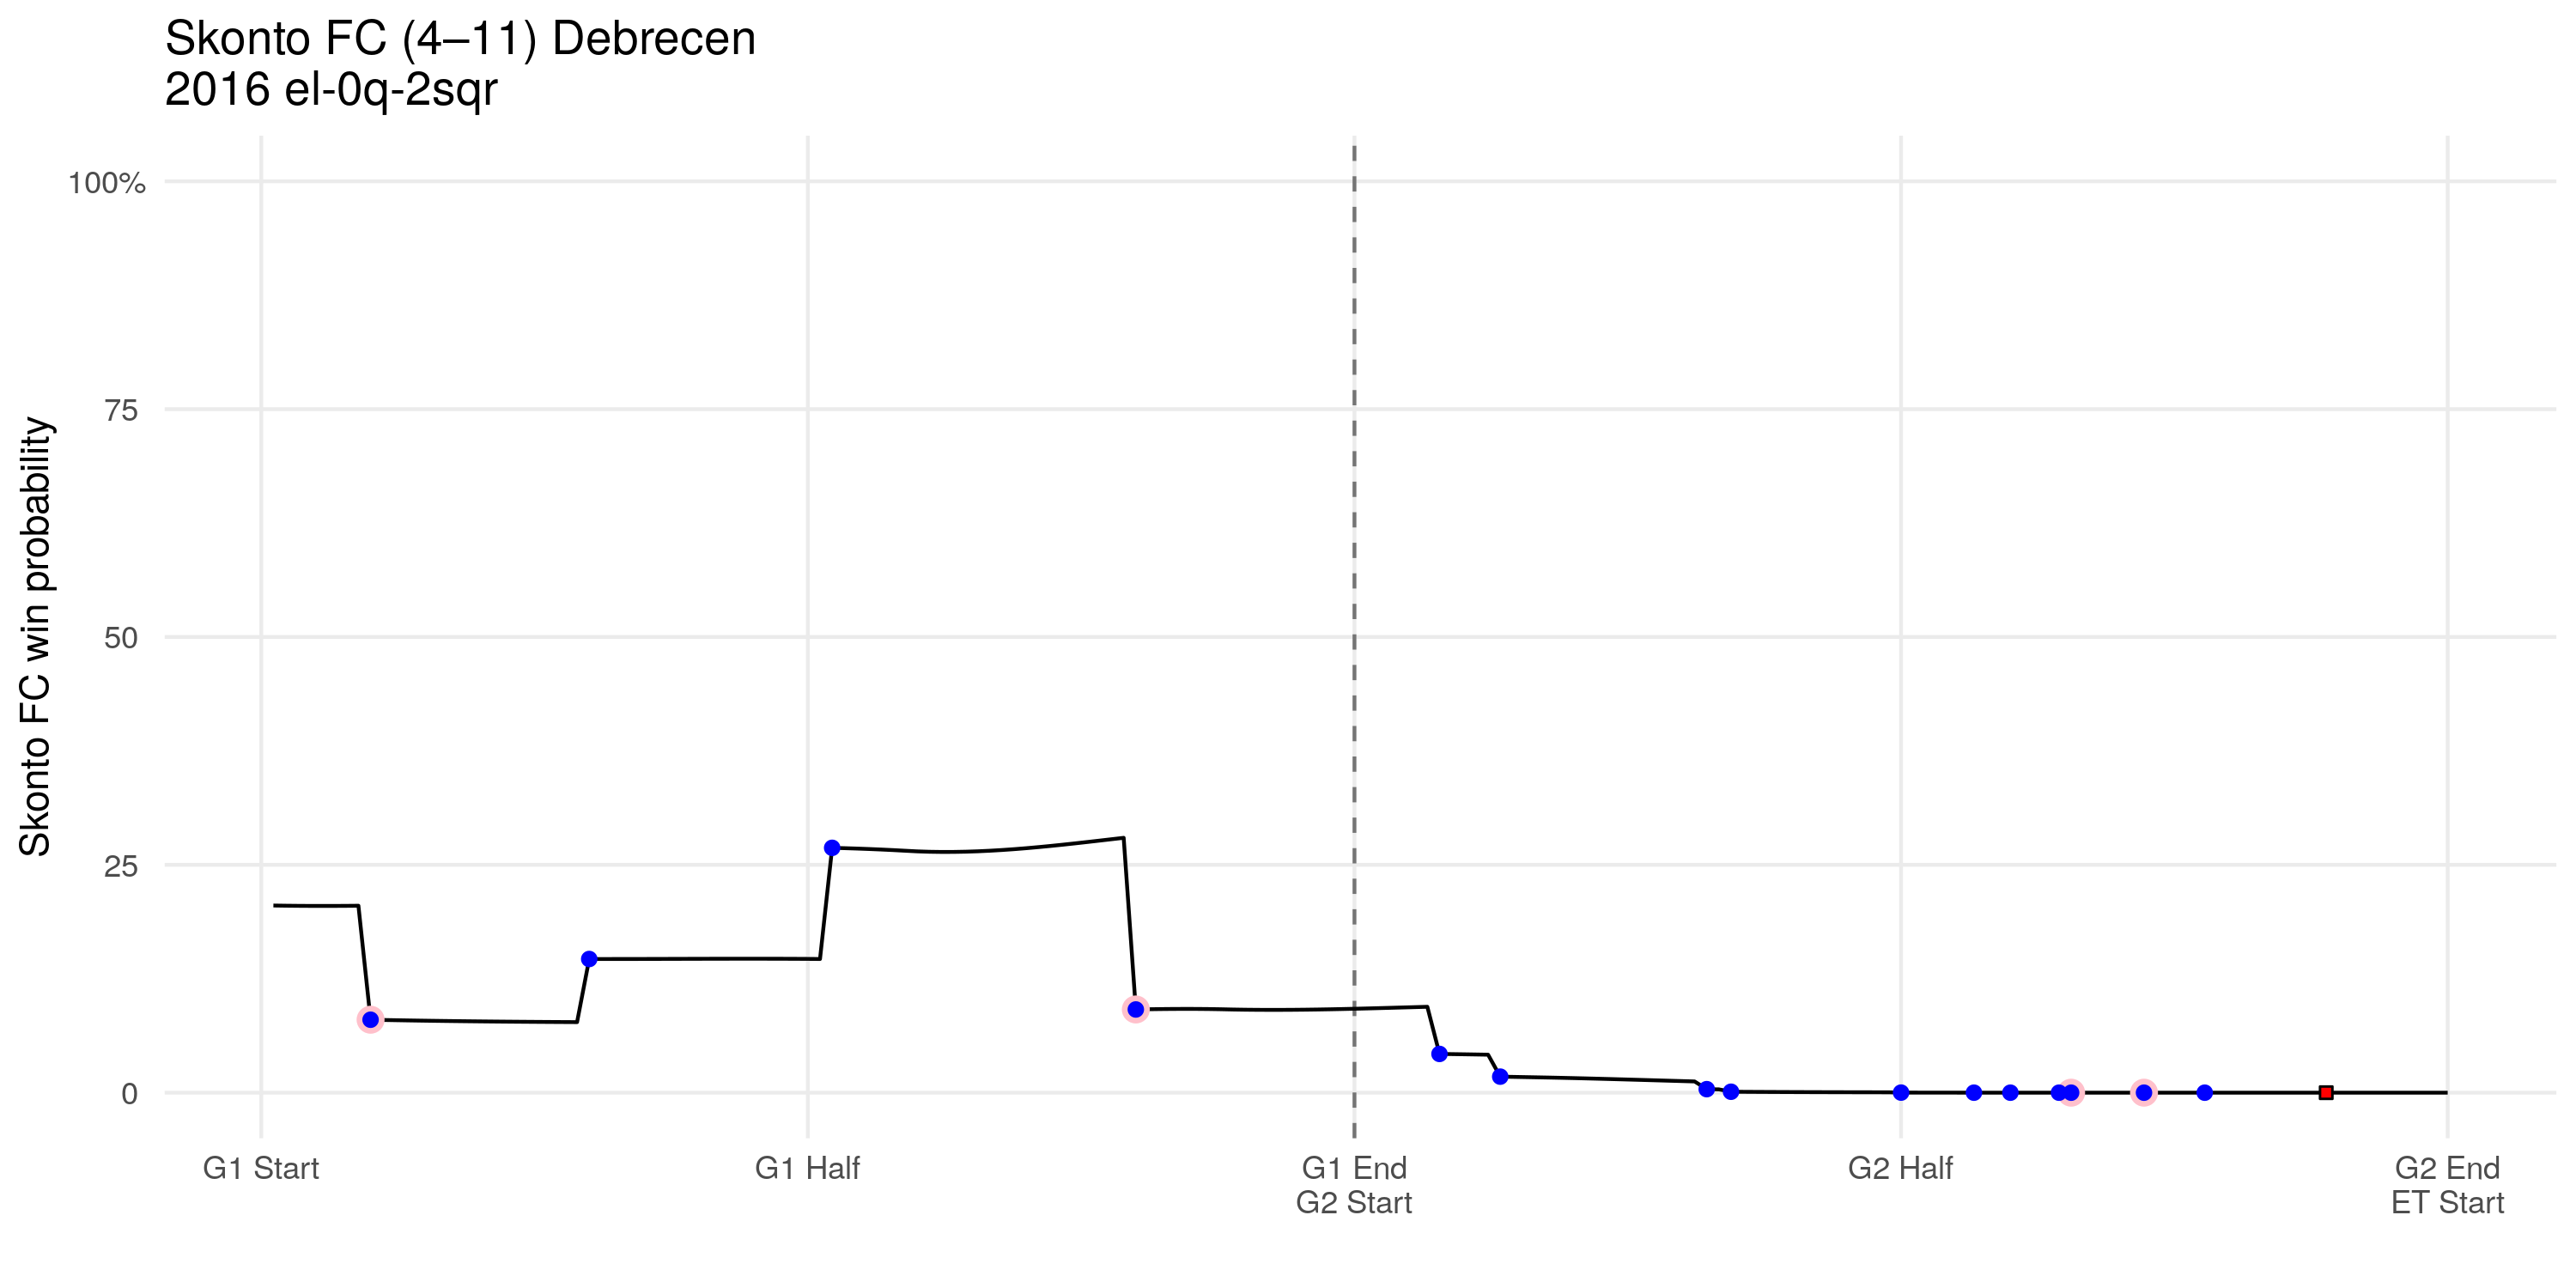 Skonto FC (4–11) Debrecen
2016 el-0q-2sqr
Skonto FC win probability
100%
75
50
25
0
G1 Start
G1 Half
G1 End
G2 Start
G2 Half
G2 End
ET Start